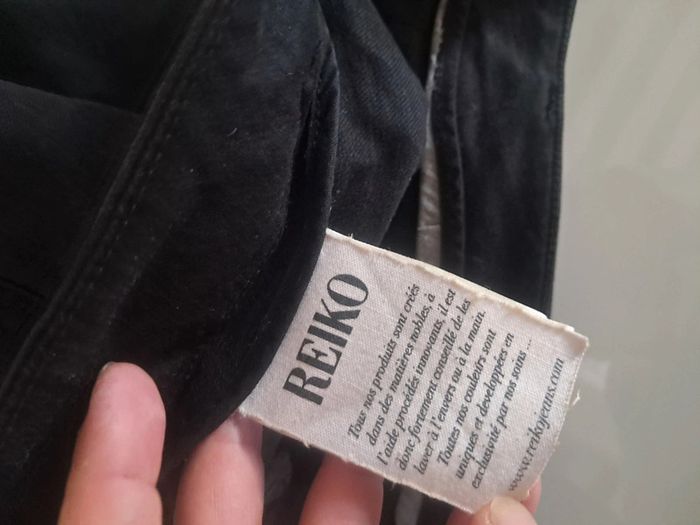 REIKO
Tous nos produits sont créés
dans des matières nobles, à
l'aide procédés innovants, il est
donc fortement conseillé de les
laver à l'envers ou à la main.
Toutes nos couleurs sont
uniques et developpées en
exclusivité par nos sons ...
www.reikojeans.com